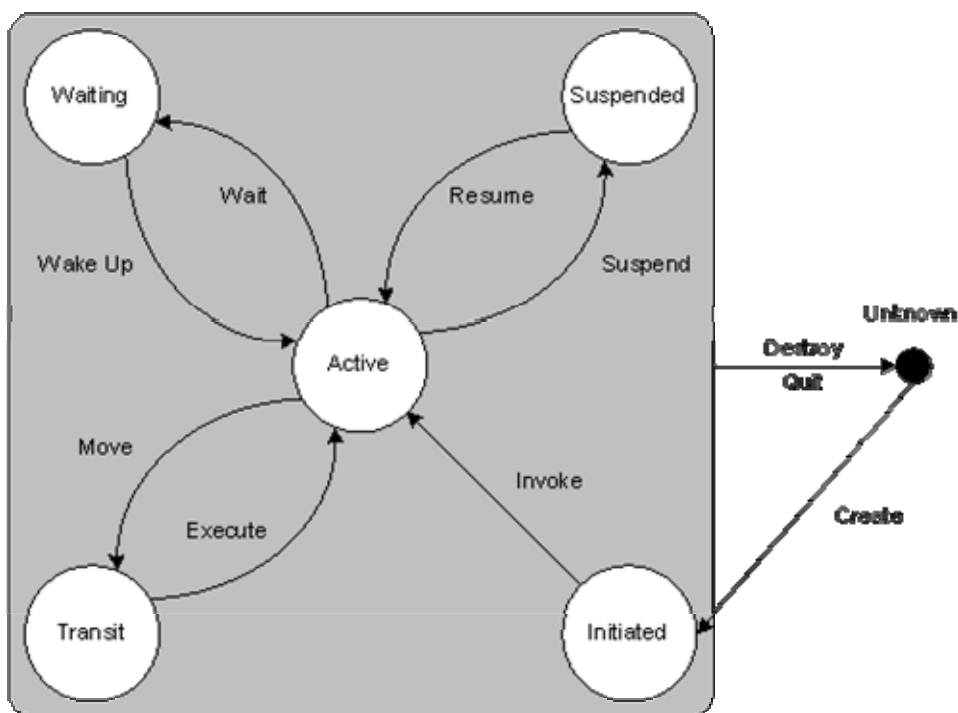 Waiting
Suspended
Wait
Resume
Wake Up
Suspend
Unknown
Destroy
Quit
Active
Move
Invoke
Execute
Create
Transit
Initiated